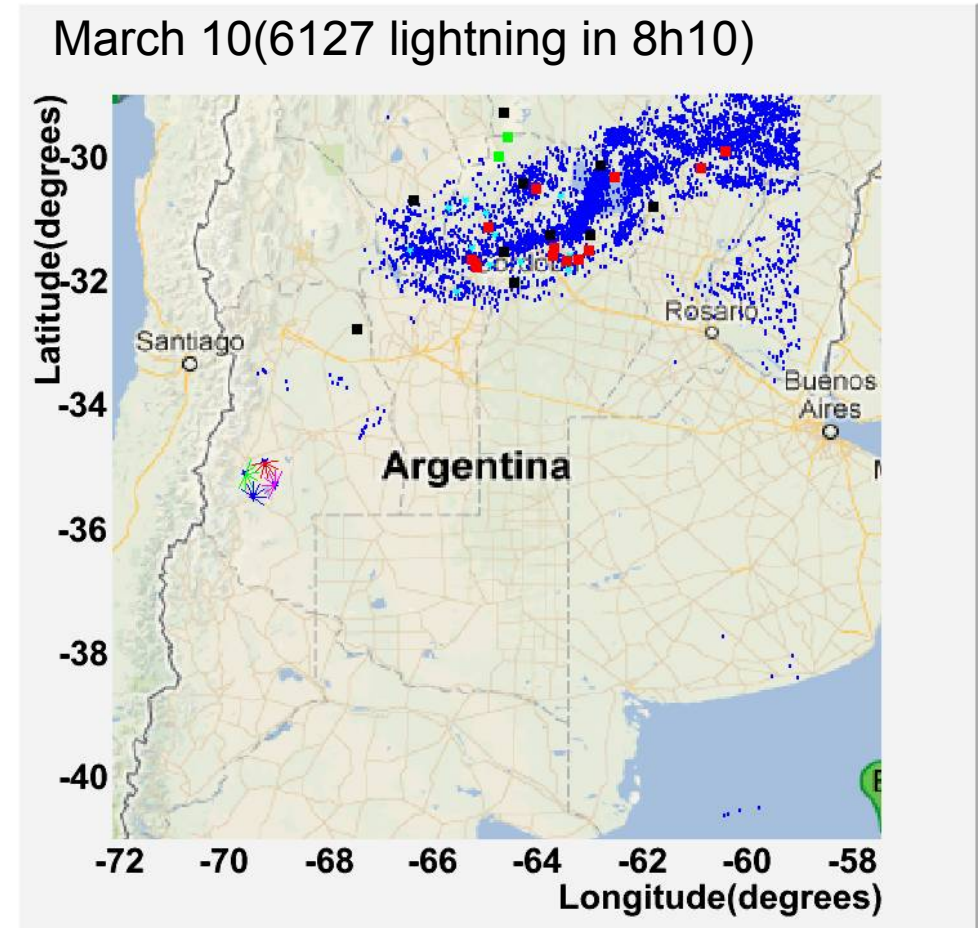 March 10(6127 lightning in 8h10)
Latitude(degrees)
-30
-32
-34
-36
-38
-40
Santiago
Rosario
Buenos
Aires
Argentina
-72 -70 -68 -66 -64 -62 -60 -58
Longitude(degrees)